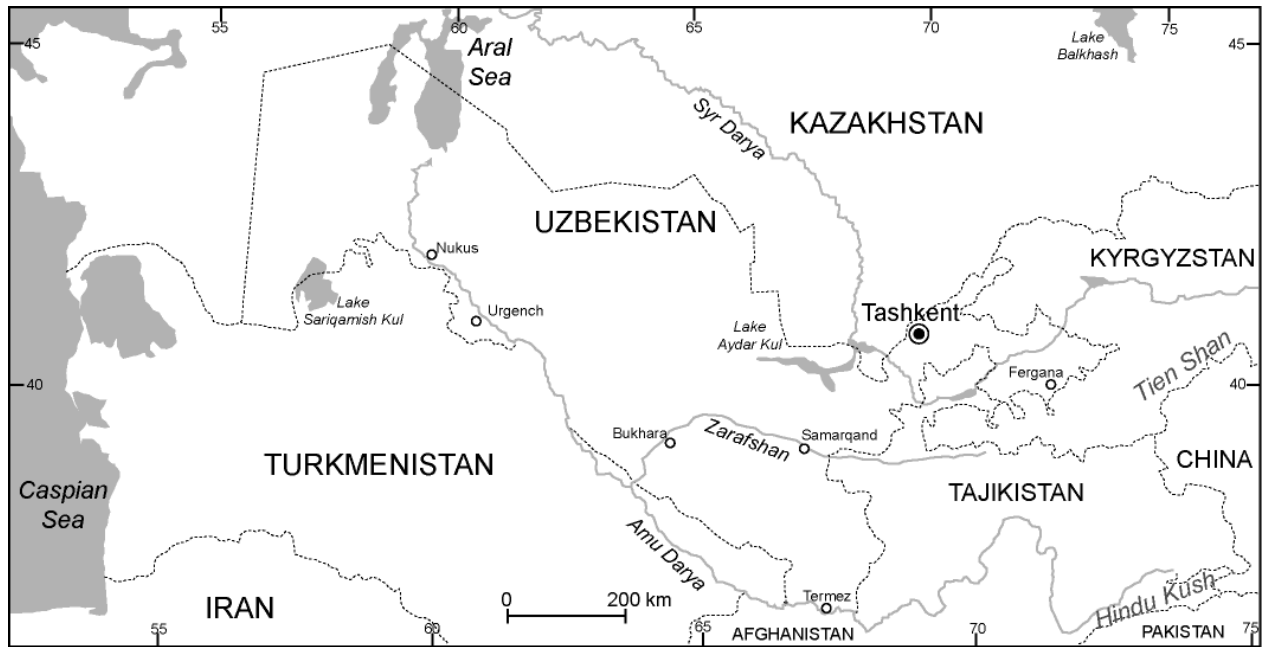 55
60
65
70
75
45
Aral
Sea
Lake
Balkhash
45
Syr Darya
KAZAKHSTAN
UZBEKISTAN
Nukus
KYRGYZSTAN
Lake
Sariqamish Kul
Urgench
Tashkent
Lake
Aydar Kul
Tien Shan
40
Fergana
40
Bukhara
Zarafshan
Samarqand
TURKMENISTAN
CHINA
TAJIKISTAN
Caspian
Sea
Amu Darya
Hindu Kush
IRAN
0
200 km
Termez
AFGHANISTAN
PAKISTAN
55
60
65
70
75